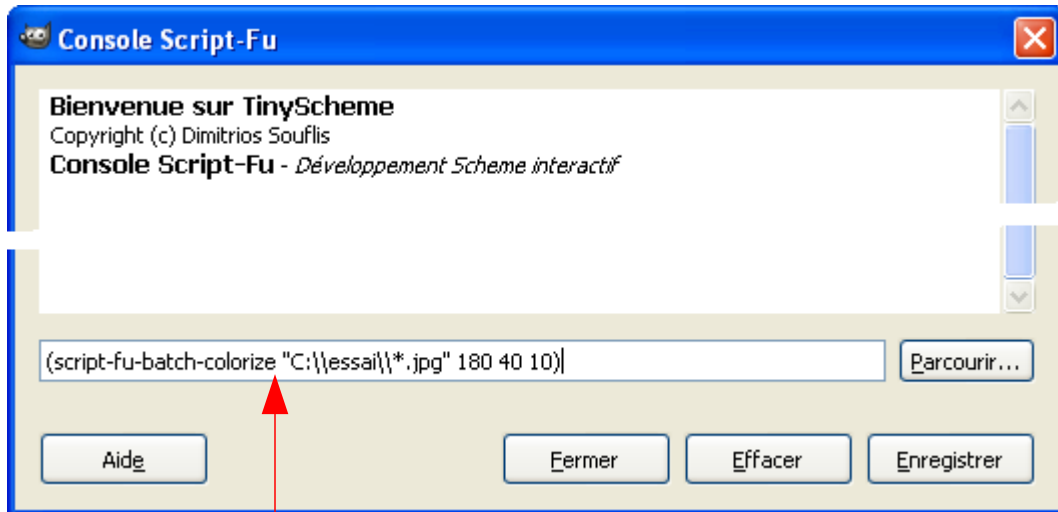 Console Script-Fu
Bienvenue sur TinyScheme
Copyright (c) Dimitrios Souflis
Console Script-Fu - Développement Scheme interactif
(script-fu-batch-colorize "C:\\essai\\*.jpg" 180 40 10)
Parcourir...
Aide
Fermer
Effacer
Enregistrer